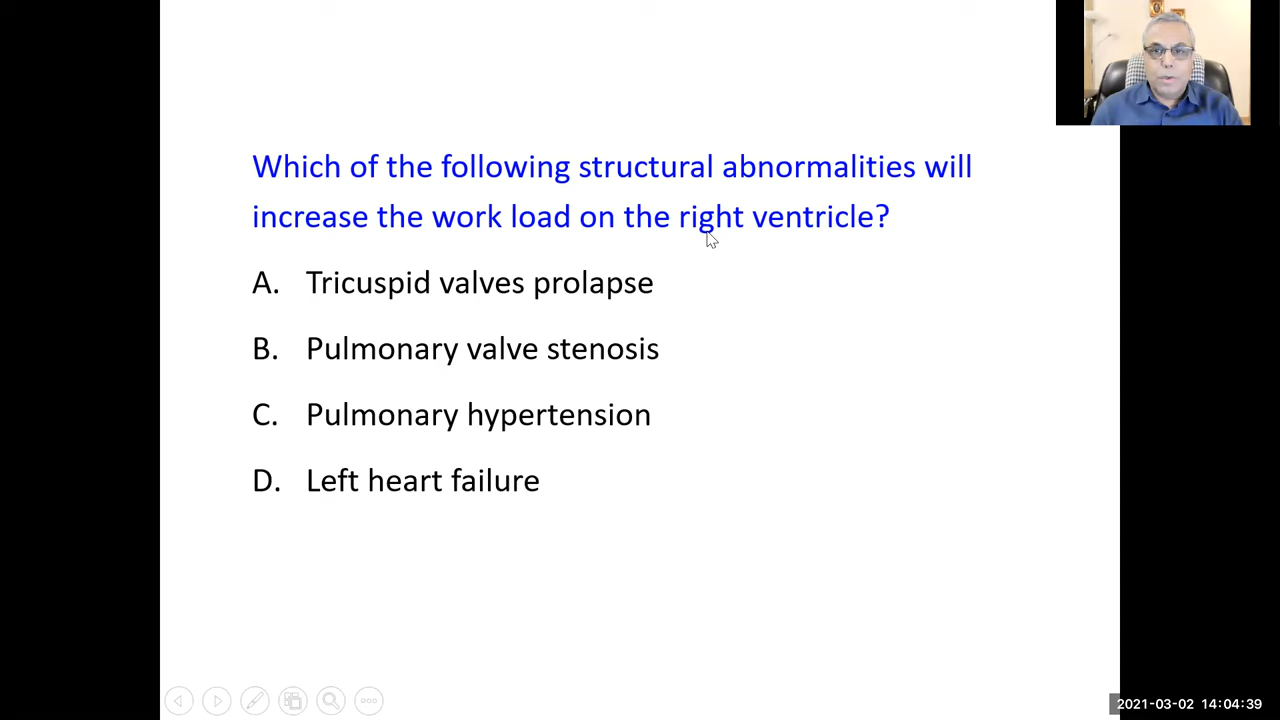 Which of the following structural abnormalities will
increase the work load on the right ventricle?
A. Tricuspid valves prolapse
B. Pulmonary valve stenosis
C. Pulmonary hypertension
D. Left heart failure
2021-03-02 14:04:39